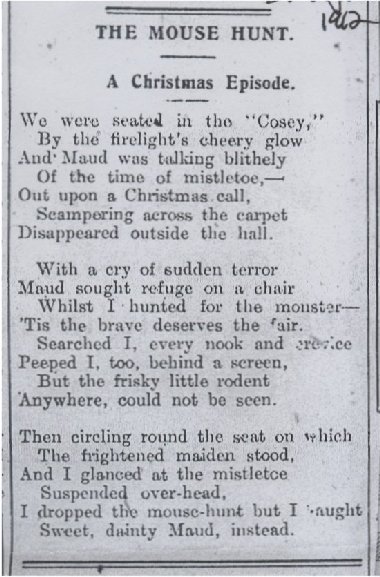 1912
THE MOUSE HUNT.
A Christmas Episode.
We were seated in the "Cosey,"
By the firelight's cheery glow
And Maud was talking blithely
Of the time of mistletoe,—
Out upon a Christmas call,
Scampering across the carpet
Disappeared outside the hall.
With a cry of sudden terror
Maud sought refuge on a chair
Whilst I hunted for the monster—
'Tis the brave deserves the fair.
Searched I, every nook and crevice
Peeped I, too, behind a screen,
But the frisky little rodent
Anywhere, could not be seen.
Then circling round the seat on which
The frightened maiden stood,
And I glanced at the mistletoe
Suspended over-head,
I dropped the mouse-hunt but I caught
Sweet, dainty Maud, instead.